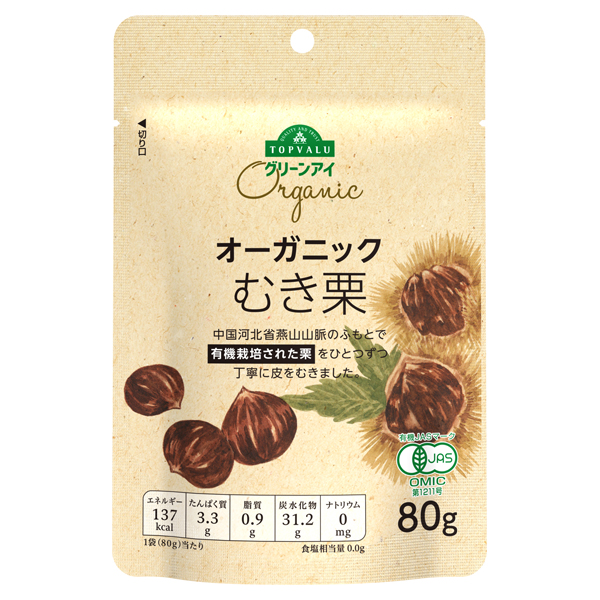 ◀切り口
QUALITY AND TRUST
TOPVALU
グリーンアイ
Organic
オーガニック
むき栗
中国河北省燕山山脈のふもとで
有機栽培された栗をひとつずつ
丁寧に皮をむきました。
有機JASマーク
JAS
OMIC
第1211号
エネルギー たんぱく質 脂質 炭水化物 ナトリウム
137 3.3 0.9 31.2 0
kcal g g g mg
1袋(80g)当たり
食塩相当量 0.0g
80g